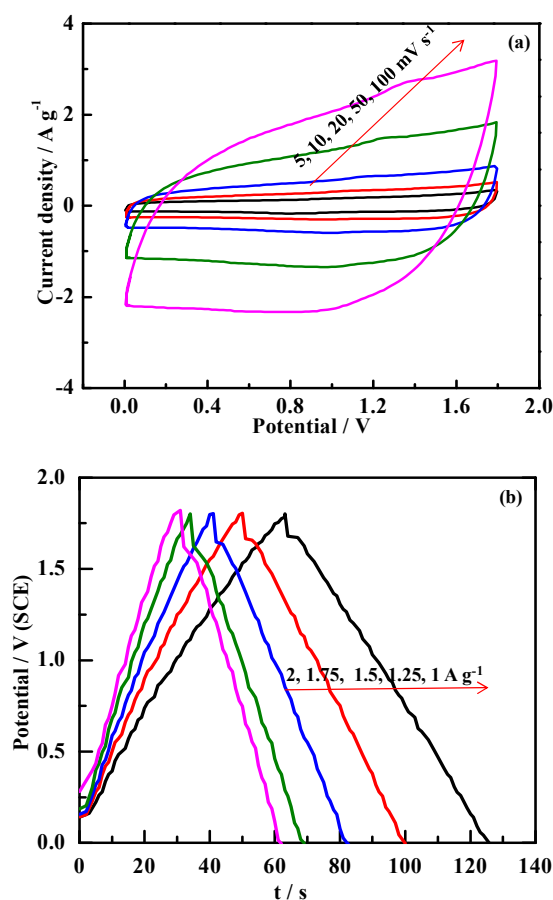 (a)
5, 10, 20, 50, 100 mV s⁻¹
Current density / A g⁻¹
4
2
0
-2
-4
0.0 0.4 0.8 1.2 1.6 2.0
Potential / V
(b)
2, 1.75, 1.5, 1.25, 1 A g⁻¹
Potential / V (SCE)
2.0
1.5
1.0
0.5
0.0
0 20 40 60 80 100 120 140
t / s